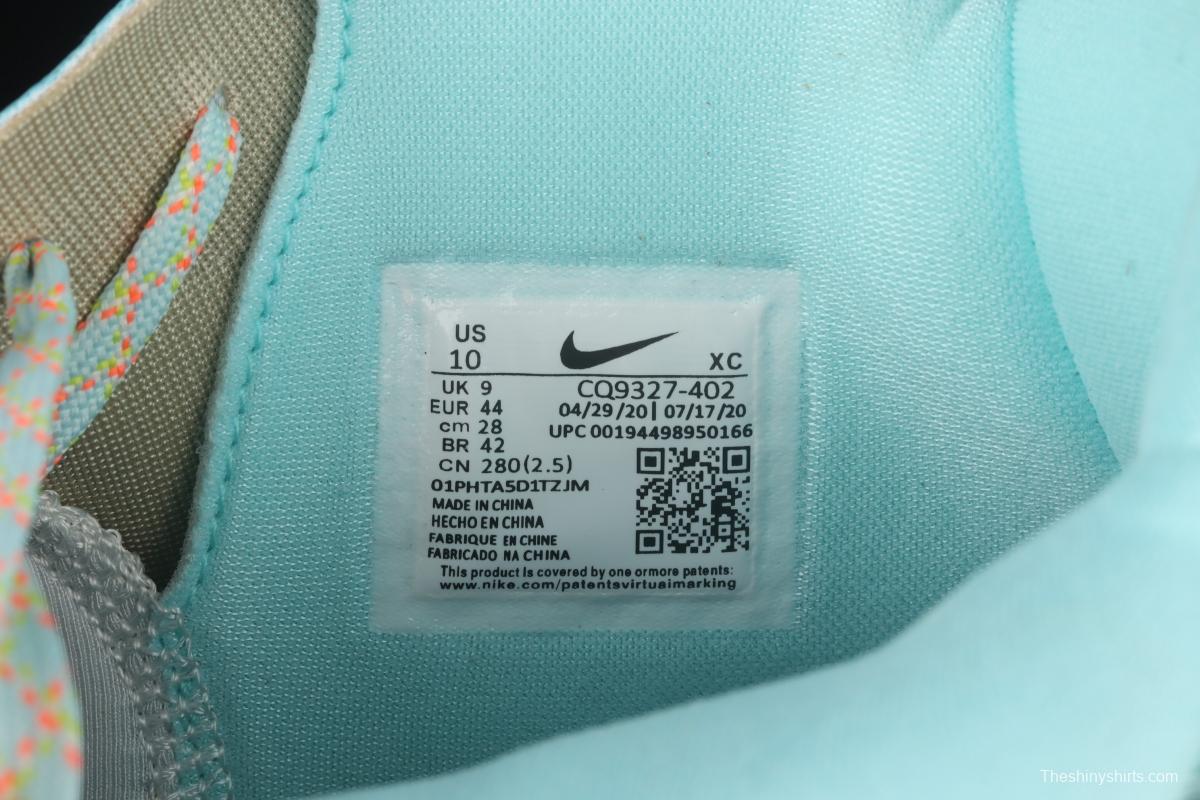 US
10
XC
UK 9
CQ9327-402
EUR 44
04/29/20| 07/17/20
cm 28
UPC 00194498950166
BR 42
CN 280(2.5)
01PHTA5D1TZJM
MADE IN CHINA
HECHO EN CHINA
FABRIQUE EN CHINE
FABRICADO NA CHINA
This product ls covered by one ormore patents:
www.nike.com/patentsvirtuaimarking
Theshinyshirts.com